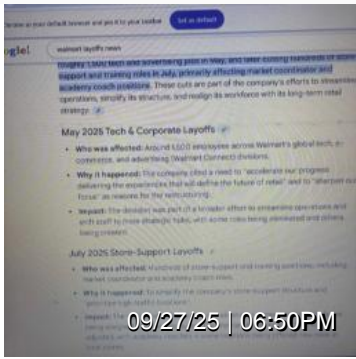 Set as default
walmart layoffs news
roughly 1,500 tech and advertising jobs in May, and later cutting hundreds of store-
support and training roles in July, primarily affecting market coordinator and
academy coach positions. These cuts are part of the company's efforts to streamline
operations, simplify its structure, and realign its workforce with its long-term retail
strategy.
May 2025 Tech & Corporate Layoffs
Who was affected: Around 1,500 employees across Walmart's global tech, e-
commerce, and advertising (Walmart Connect) divisions.
Why it happened: The company cited a need to "accelerate our progress
delivering the experiences that will define the future of retail" and to "sharpen our
focus" as reasons for the restructuring.
Impact: The decision was part of a broader effort to streamline operations and
shift staff to more strategic hubs, with some roles being eliminated and others
being created.
July 2025 Store-Support Layoffs
Who was affected: Hundreds of store-support and training positions, including
market coordinator and academy coach roles.
Why it happened: To simplify the company's support structure and
Impact: The
09/27/25 | 06:50PM